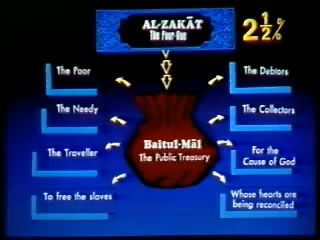 AL-ZAKĀT
The Poor-Due
2½%
The Poor
The Needy
The Traveller
To free the slaves
Baitul-Māl
The Public Treasury
The Debtors
The Collectors
For the
Cause of God
Whose hearts are
being reconciled